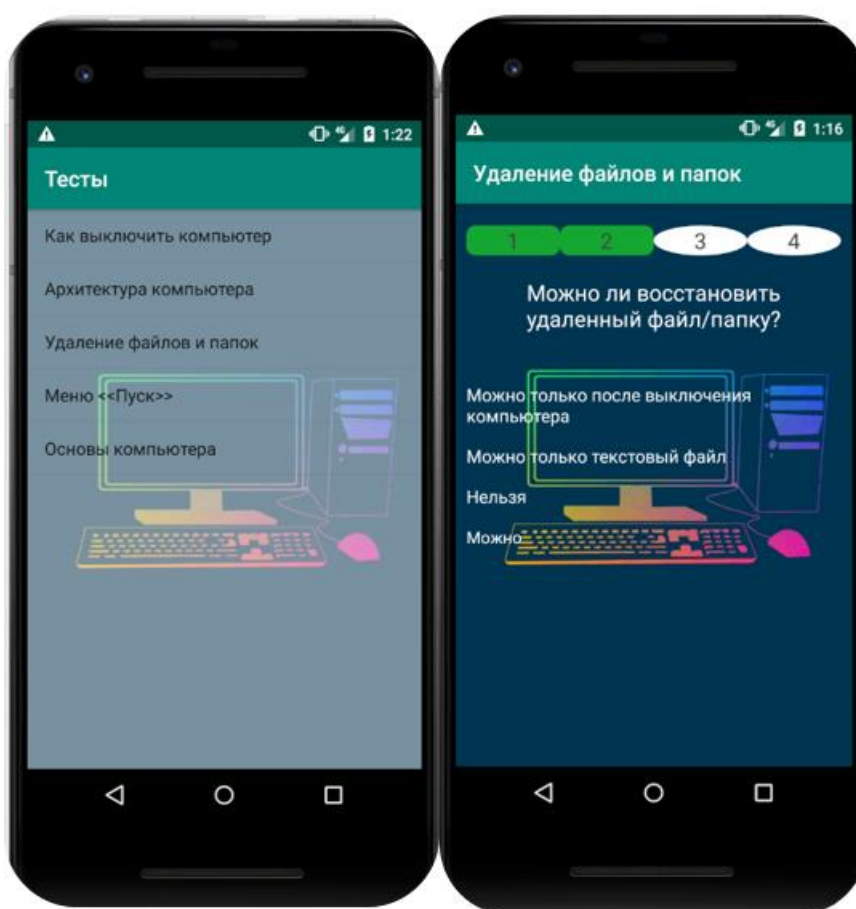 1:22
Тесты
Как выключить компьютер
Архитектура компьютера
Удаление файлов и папок
Меню <<Пуск>>
Основы компьютера
1:16
Удаление файлов и папок
1 2 3 4
Можно ли восстановить
удаленный файл/папку?
Можно только после выключения
компьютера
Можно только текстовый файл
Нельзя
Можно